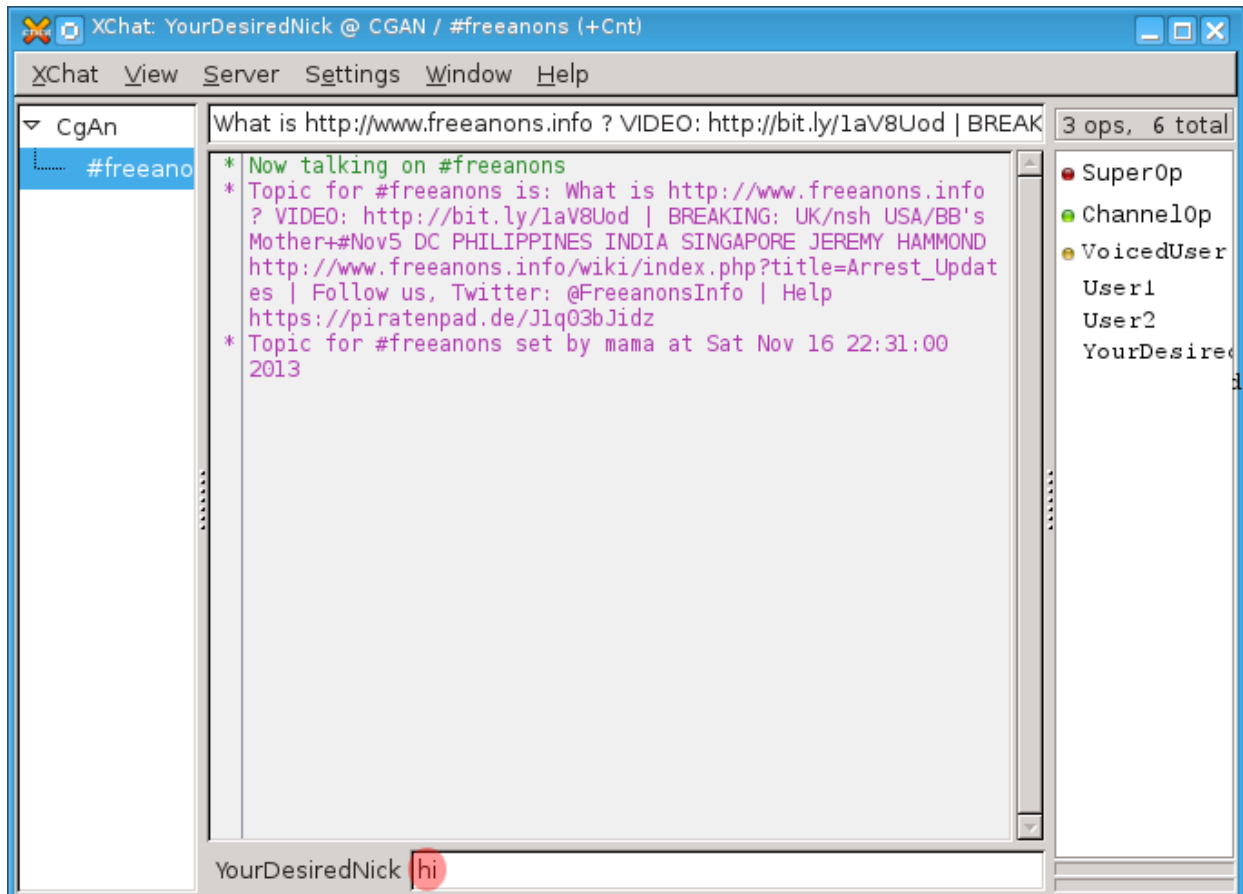 XChat: YourDesiredNick @ CGAN / #freeanons (+Cnt)
XChat View Server Settings Window Help
CgAn
#freeano
What is http://www.freeanons.info ? VIDEO: http://bit.ly/1aV8Uod | BREAK
3 ops, 6 total
* Now talking on #freeanons
* Topic for #freeanons is: What is http://www.freeanons.info
? VIDEO: http://bit.ly/1aV8Uod | BREAKING: UK/nsh USA/BB's
Mother+#Nov5 DC PHILIPPINES INDIA SINGAPORE JEREMY HAMMOND
http://www.freeanons.info/wiki/index.php?title=Arrest_Updat
es | Follow us, Twitter: @FreeanonsInfo | Help
https://piratenpad.de/J1q03bJidz
* Topic for #freeanons set by mama at Sat Nov 16 22:31:00
2013
SuperOp
ChannelOp
VoicedUser
User1
User2
YourDesired
YourDesiredNick hi